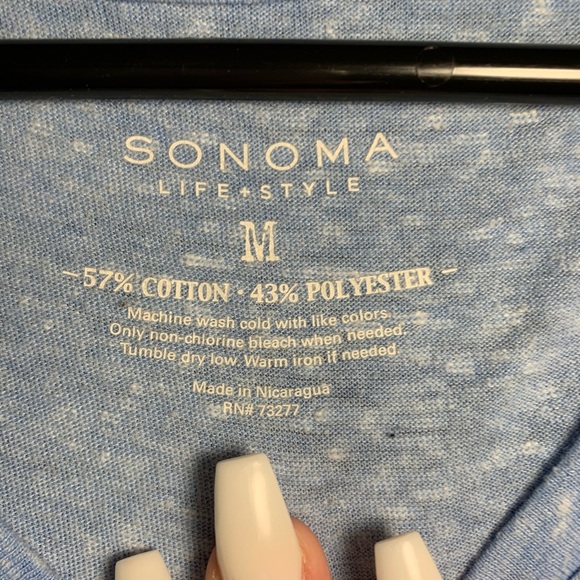 SONOMA
LIFE+STYLE
M
–57% COTTON · 43% POLYESTER–
Machine wash cold with like colors.
Only non-chlorine bleach when needed.
Tumble dry low. Warm iron if needed.
Made in Nicaragua
RN# 73277